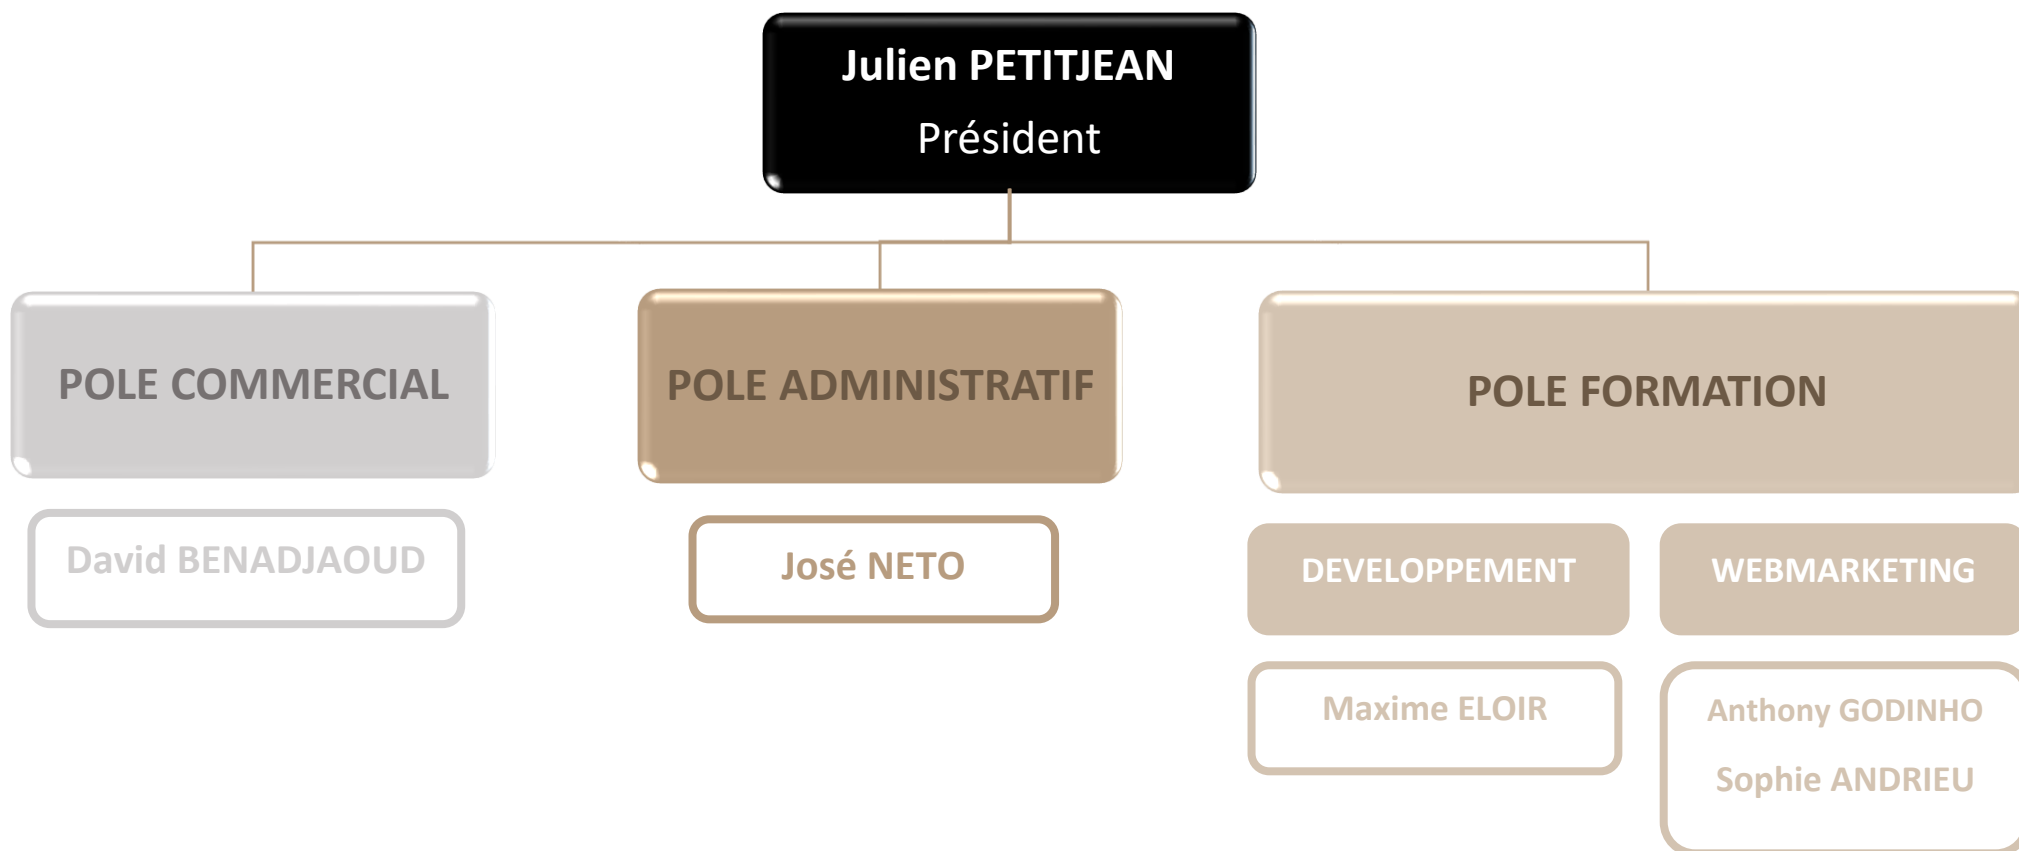 Julien PETITJEAN
Président
POLE COMMERCIAL
POLE ADMINISTRATIF
POLE FORMATION
David BENADJAOUD
José NETO
DEVELOPPEMENT
WEBMARKETING
Maxime ELOIR
Anthony GODINHO
Sophie ANDRIEU